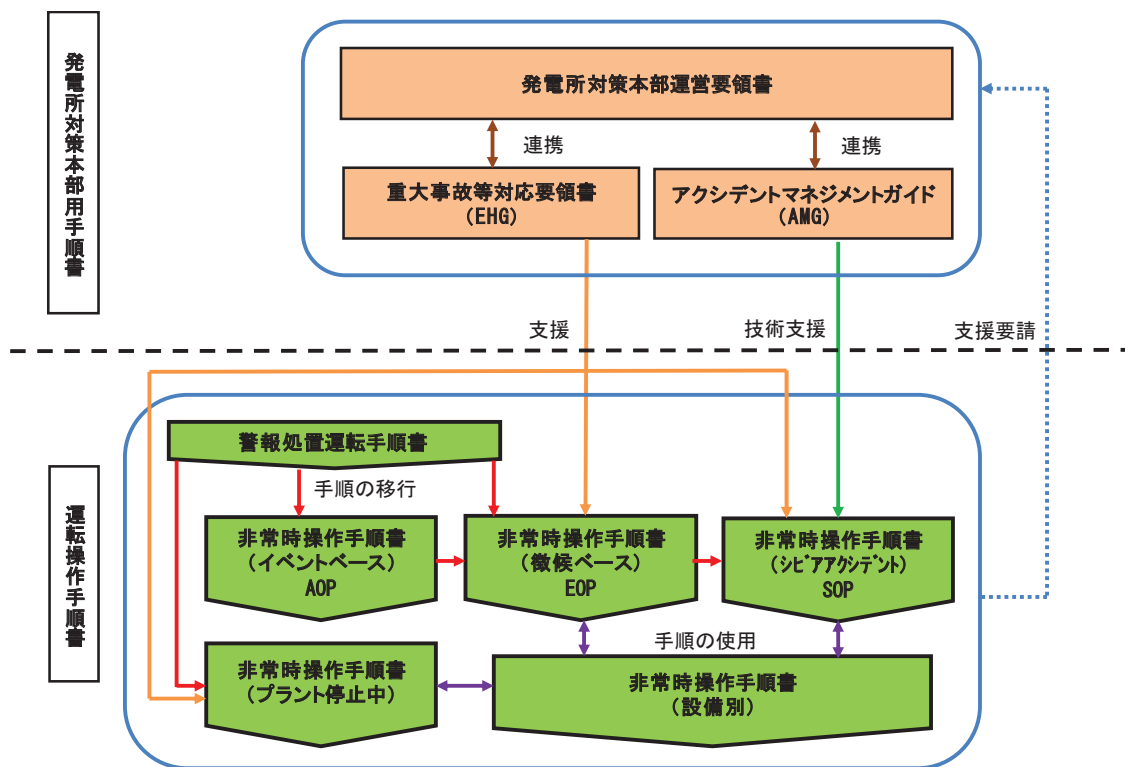 発電所対策本部用手順書
発電所対策本部運営要領書
連携
連携
重大事故等対応要領書
(EHG)
アクシデントマネジメントガイド
(AMG)
支援
技術支援
支援要請
運転操作手順書
警報処置運転手順書
手順の移行
非常時操作手順書
(イベントベース)
AOP
非常時操作手順書
(徴候ベース)
EOP
非常時操作手順書
(シビアアクシデント)
SOP
手順の使用
非常時操作手順書
(プラント停止中)
非常時操作手順書
(設備別)